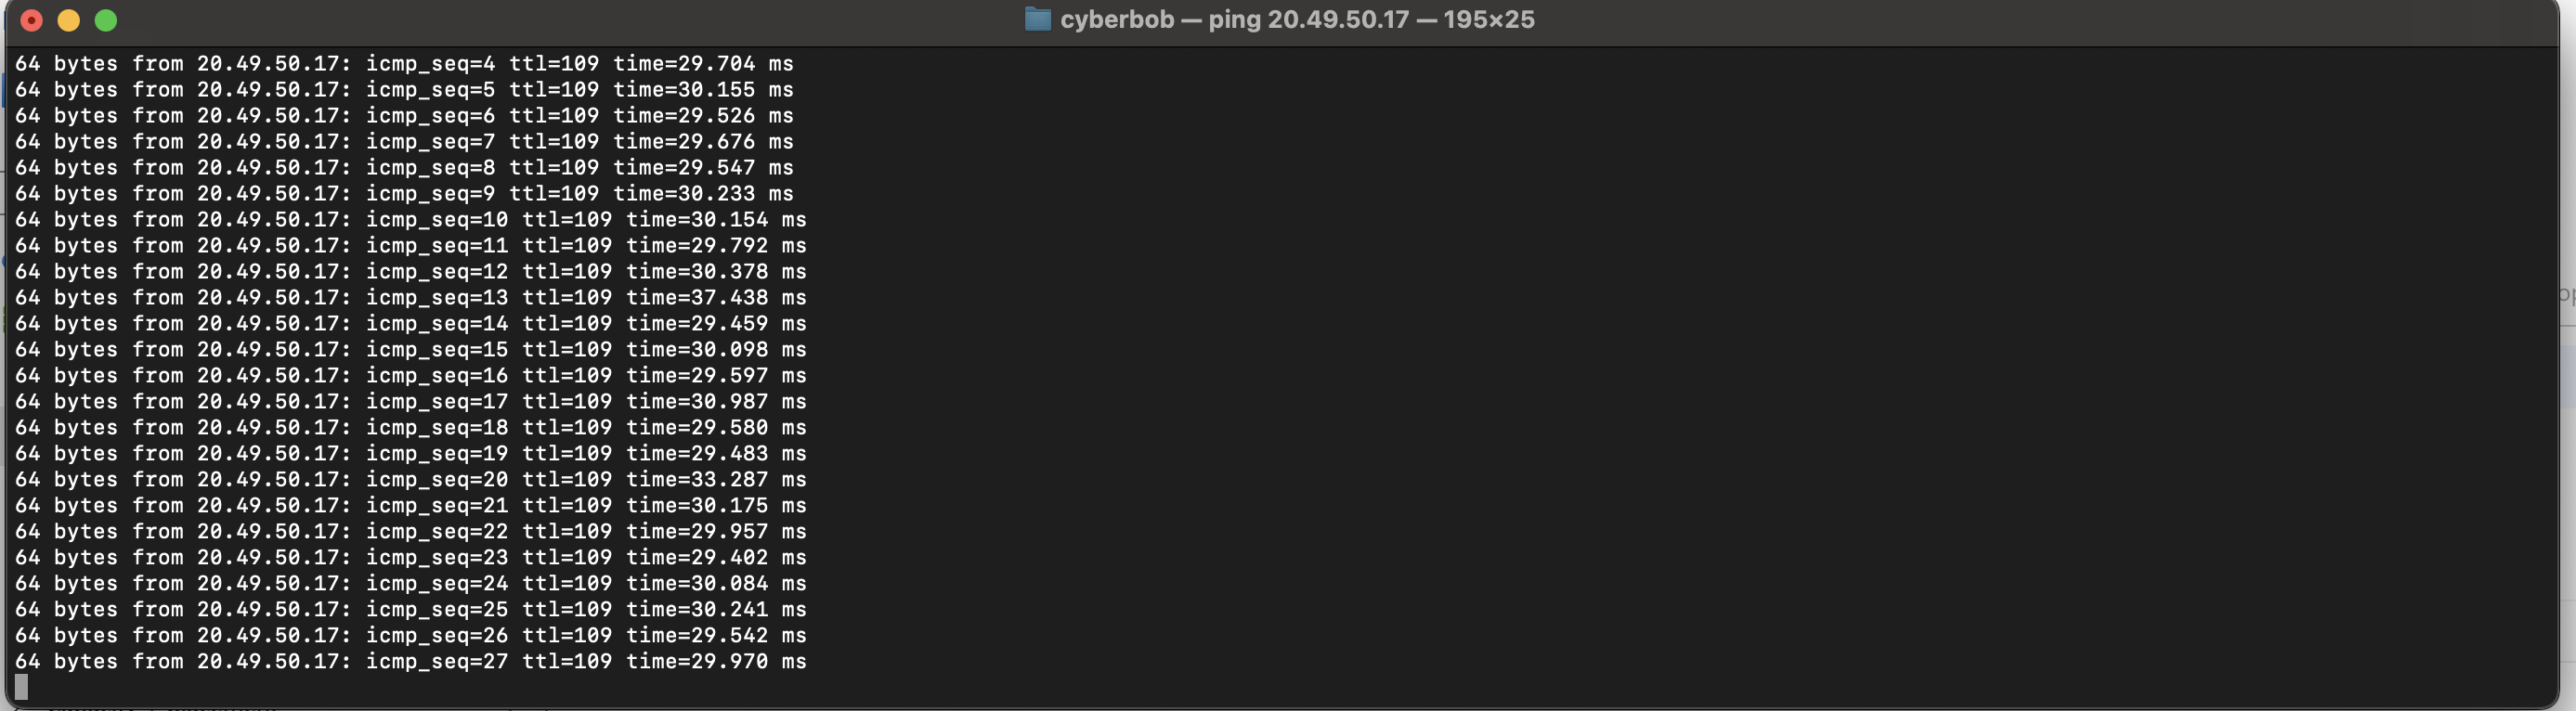 cyberbob — ping 20.49.50.17 — 195×25
64 bytes from 20.49.50.17: icmp_seq=4 ttl=109 time=29.704 ms
64 bytes from 20.49.50.17: icmp_seq=5 ttl=109 time=30.155 ms
64 bytes from 20.49.50.17: icmp_seq=6 ttl=109 time=29.526 ms
64 bytes from 20.49.50.17: icmp_seq=7 ttl=109 time=29.676 ms
64 bytes from 20.49.50.17: icmp_seq=8 ttl=109 time=29.547 ms
64 bytes from 20.49.50.17: icmp_seq=9 ttl=109 time=30.233 ms
64 bytes from 20.49.50.17: icmp_seq=10 ttl=109 time=30.154 ms
64 bytes from 20.49.50.17: icmp_seq=11 ttl=109 time=29.792 ms
64 bytes from 20.49.50.17: icmp_seq=12 ttl=109 time=30.378 ms
64 bytes from 20.49.50.17: icmp_seq=13 ttl=109 time=37.438 ms
64 bytes from 20.49.50.17: icmp_seq=14 ttl=109 time=29.459 ms
64 bytes from 20.49.50.17: icmp_seq=15 ttl=109 time=30.098 ms
64 bytes from 20.49.50.17: icmp_seq=16 ttl=109 time=29.597 ms
64 bytes from 20.49.50.17: icmp_seq=17 ttl=109 time=30.987 ms
64 bytes from 20.49.50.17: icmp_seq=18 ttl=109 time=29.580 ms
64 bytes from 20.49.50.17: icmp_seq=19 ttl=109 time=29.483 ms
64 bytes from 20.49.50.17: icmp_seq=20 ttl=109 time=33.287 ms
64 bytes from 20.49.50.17: icmp_seq=21 ttl=109 time=30.175 ms
64 bytes from 20.49.50.17: icmp_seq=22 ttl=109 time=29.957 ms
64 bytes from 20.49.50.17: icmp_seq=23 ttl=109 time=29.402 ms
64 bytes from 20.49.50.17: icmp_seq=24 ttl=109 time=30.084 ms
64 bytes from 20.49.50.17: icmp_seq=25 ttl=109 time=30.241 ms
64 bytes from 20.49.50.17: icmp_seq=26 ttl=109 time=29.542 ms
64 bytes from 20.49.50.17: icmp_seq=27 ttl=109 time=29.970 ms